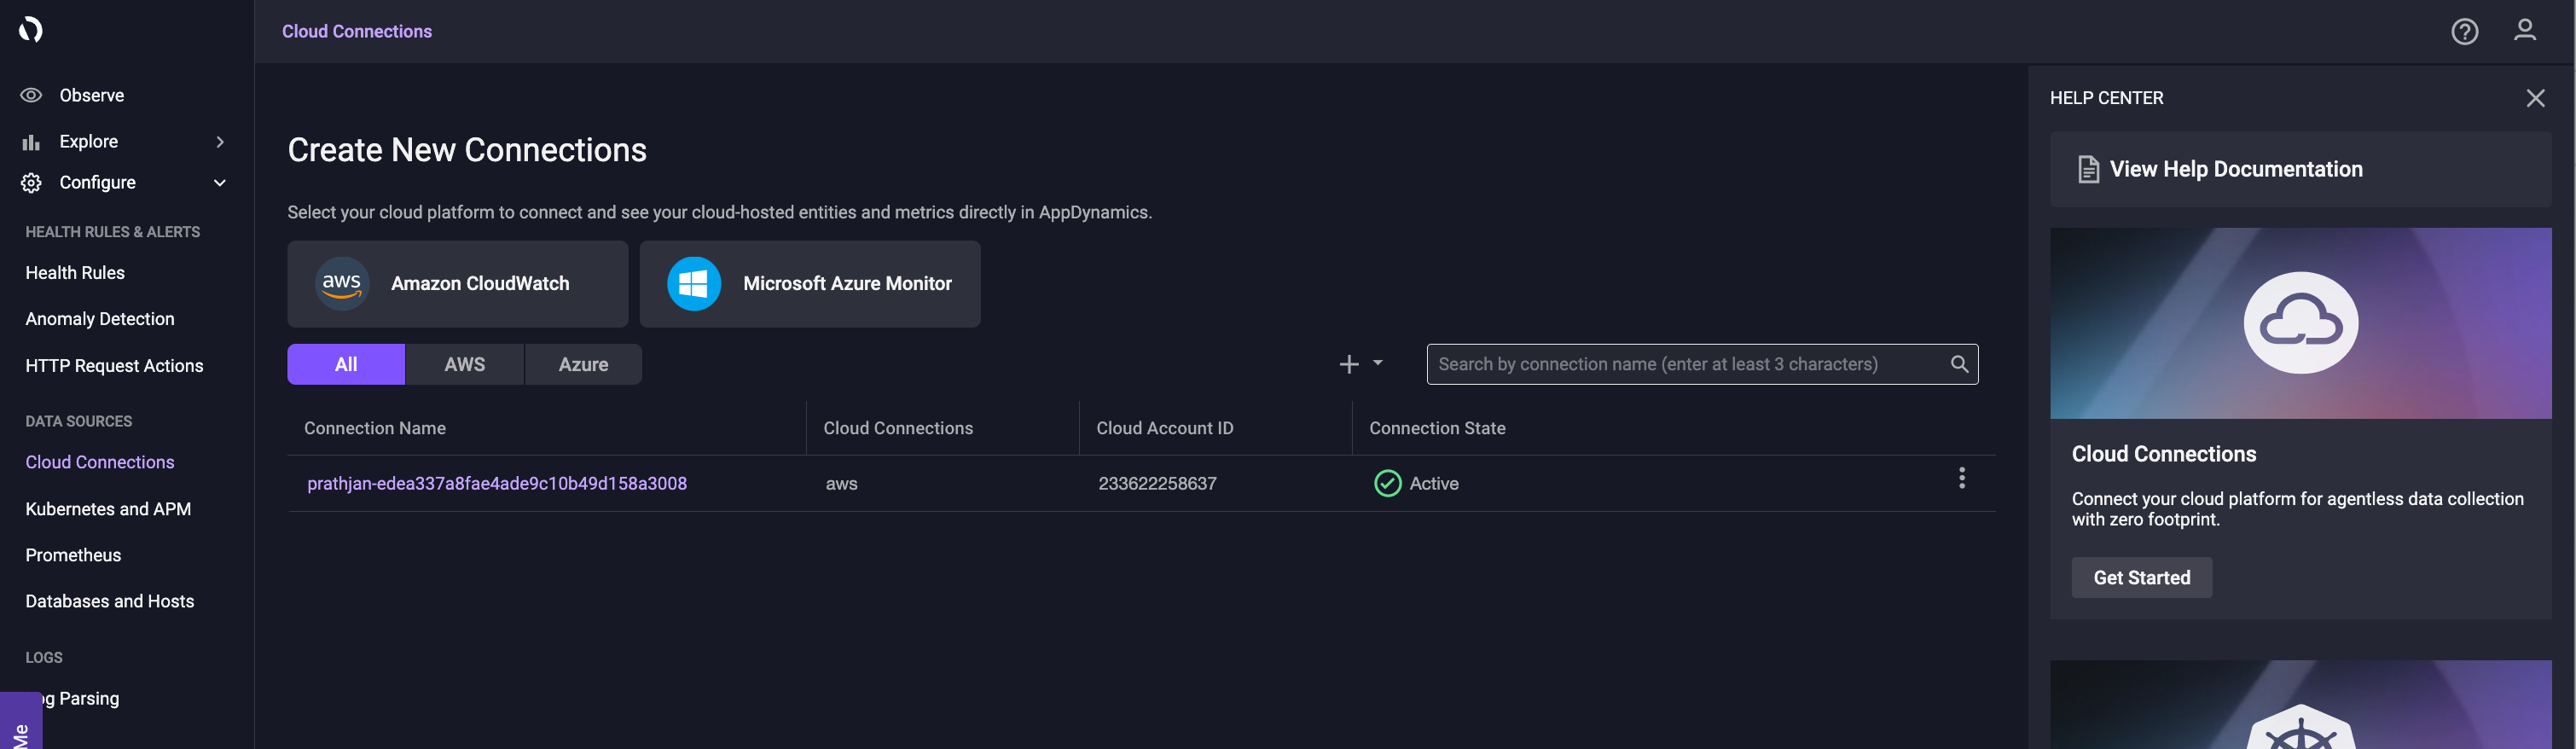 Cloud Connections
Observe
Explore
Configure
HEALTH RULES & ALERTS
Health Rules
Anomaly Detection
HTTP Request Actions
DATA SOURCES
Cloud Connections
Kubernetes and APM
Prometheus
Databases and Hosts
LOGS
og Parsing
Me
Create New Connections
Select your cloud platform to connect and see your cloud-hosted entities and metrics directly in AppDynamics.
aws Amazon CloudWatch
Microsoft Azure Monitor
All AWS Azure
Search by connection name (enter at least 3 characters)
Connection Name Cloud Connections Cloud Account ID Connection State
prathjan-edea337a8fae4ade9c10b49d158a3008 aws 233622258637 Active
HELP CENTER
View Help Documentation
Cloud Connections
Connect your cloud platform for agentless data collection
with zero footprint.
Get Started